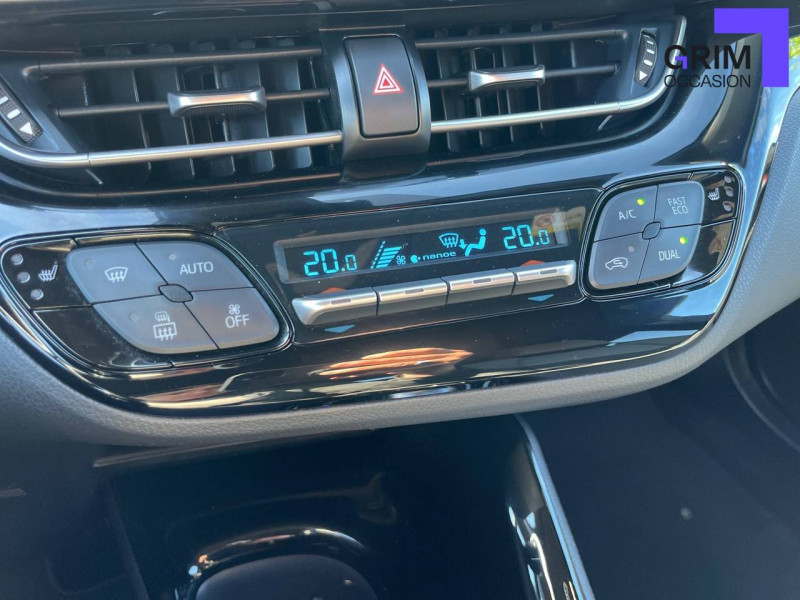 GRIM
OCCASION
A/C
FAST
ECO
DUAL
20.0
nanoe
20.0
AUTO
OFF